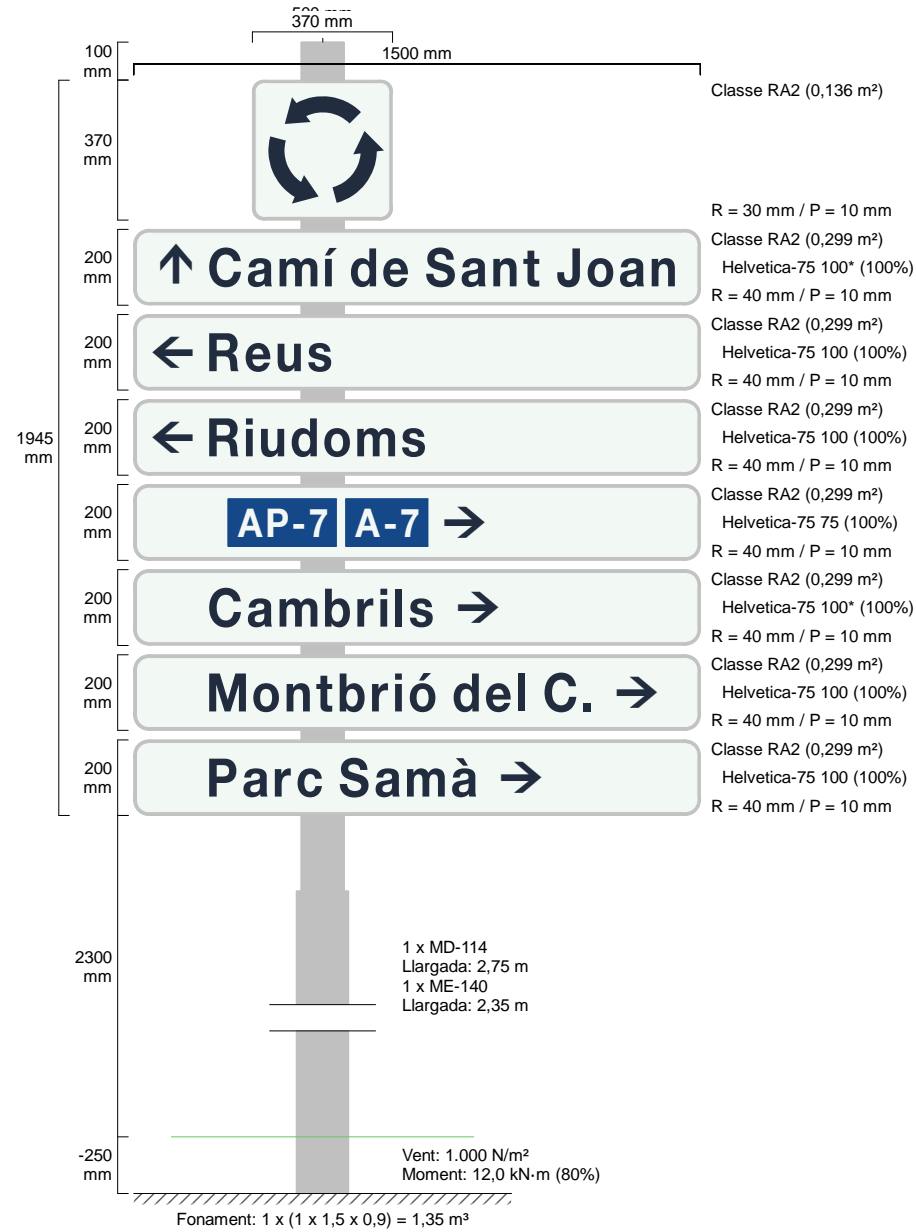 370 mm
1500 mm
100
mm
Classe RA2 (0,136 m²)
370
mm
R = 30 mm / P = 10 mm
200
mm
Camí de Sant Joan
Classe RA2 (0,299 m²)
Helvetica-75 100* (100%)
R = 40 mm / P = 10 mm
200
mm
Reus
Classe RA2 (0,299 m²)
Helvetica-75 100 (100%)
R = 40 mm / P = 10 mm
1945
mm
200
mm
Riudoms
Classe RA2 (0,299 m²)
Helvetica-75 100 (100%)
R = 40 mm / P = 10 mm
200
mm
AP-7 A-7
Classe RA2 (0,299 m²)
Helvetica-75 75 (100%)
R = 40 mm / P = 10 mm
200
mm
Cambrils
Classe RA2 (0,299 m²)
Helvetica-75 100* (100%)
R = 40 mm / P = 10 mm
200
mm
Montbrió del C.
Classe RA2 (0,299 m²)
Helvetica-75 100 (100%)
R = 40 mm / P = 10 mm
200
mm
Parc Samà
Classe RA2 (0,299 m²)
Helvetica-75 100 (100%)
R = 40 mm / P = 10 mm
2300
mm
1 x MD-114
Llargada: 2,75 m
1 x ME-140
Llargada: 2,35 m
-250
mm
Vent: 1.000 N/m²
Moment: 12,0 kN·m (80%)
Fonament: 1 x (1 x 1,5 x 0,9) = 1,35 m³